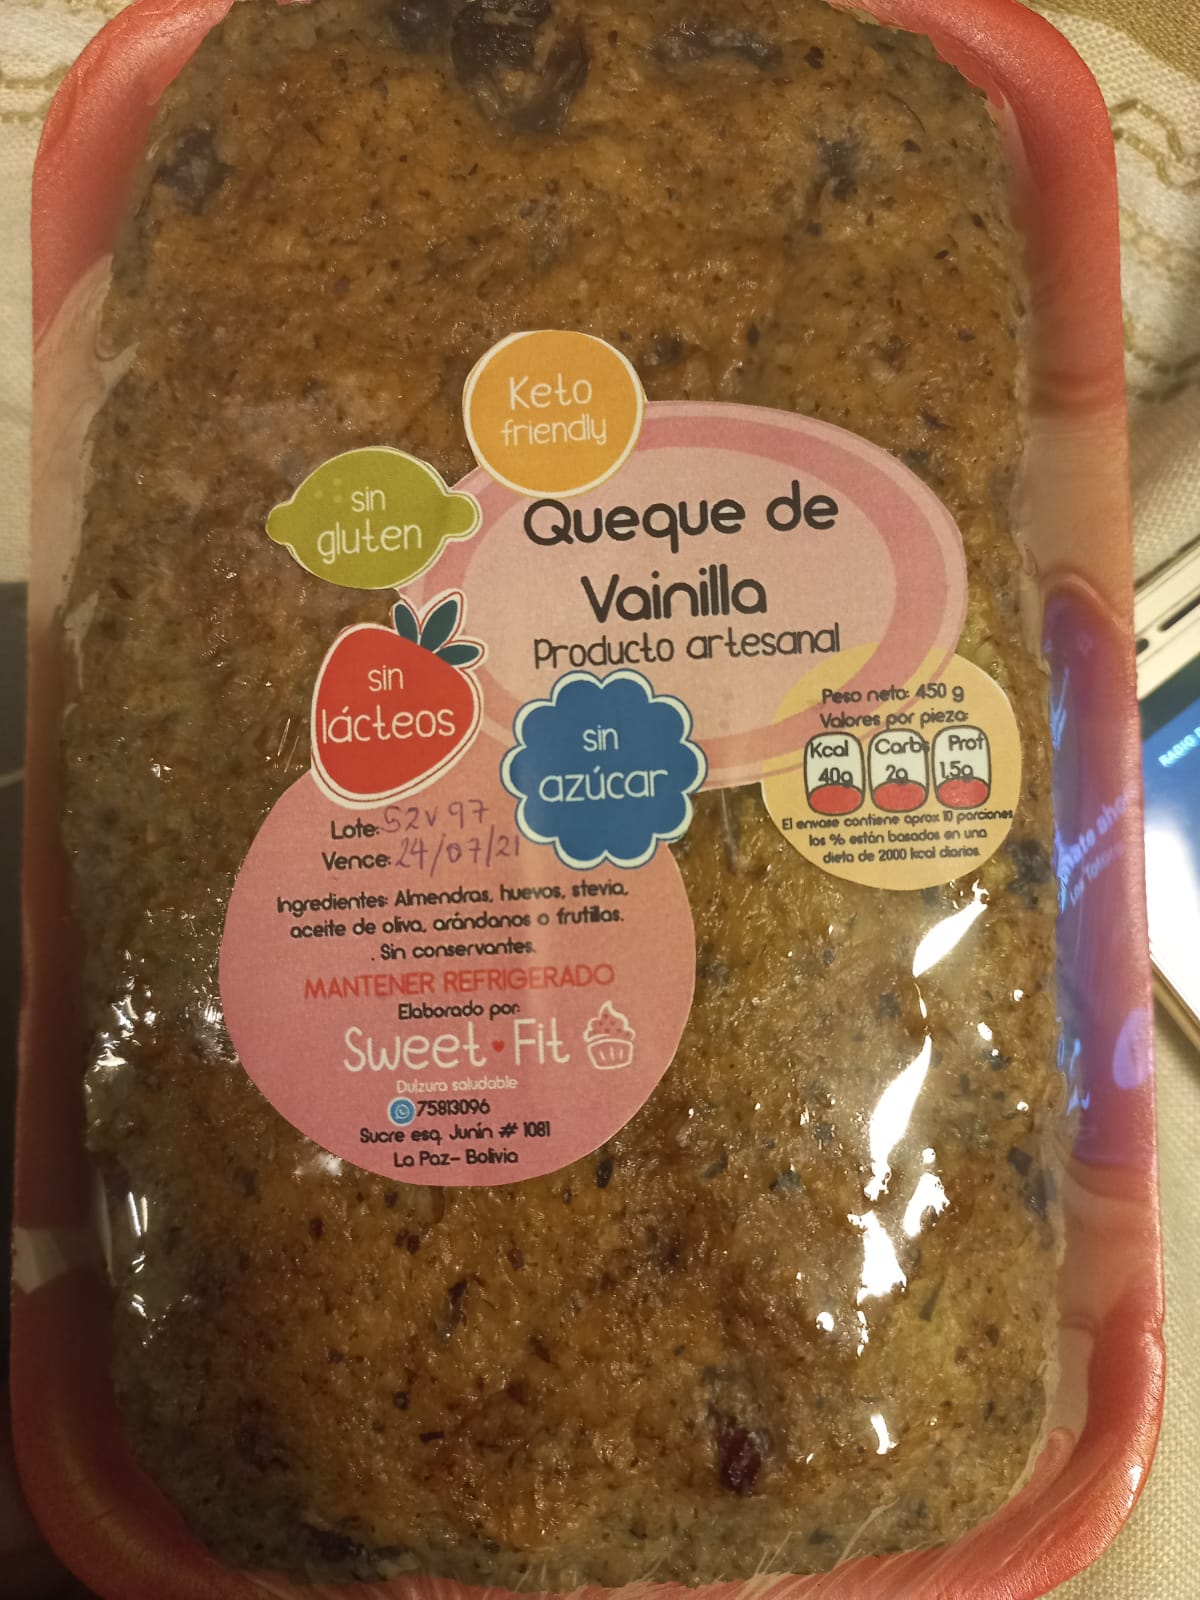 Keto
friendly
sin
gluten
Queque de
Vainilla
Producto artesanal
sin
lácteos
sin
azúcar
Peso neto: 450 g
Valores por pieza:
Kcal Carb Prot
40g 2g 1,5g
El envase contiene aprox 10 porciones
los % están basados en una
dieta de 2000 kcal diarios.
Lote: S2V97
Vence: 24/07/21
Ingredientes: Almendras, huevos, stevia,
aceite de oliva, arándanos o frutillas.
. Sin conservantes.
MANTENER REFRIGERADO
Elaborado por:
Sweet Fit
Dulzura saludable
75813096
Sucre esq. Junín # 1081
La Paz- Bolivia
RADIO